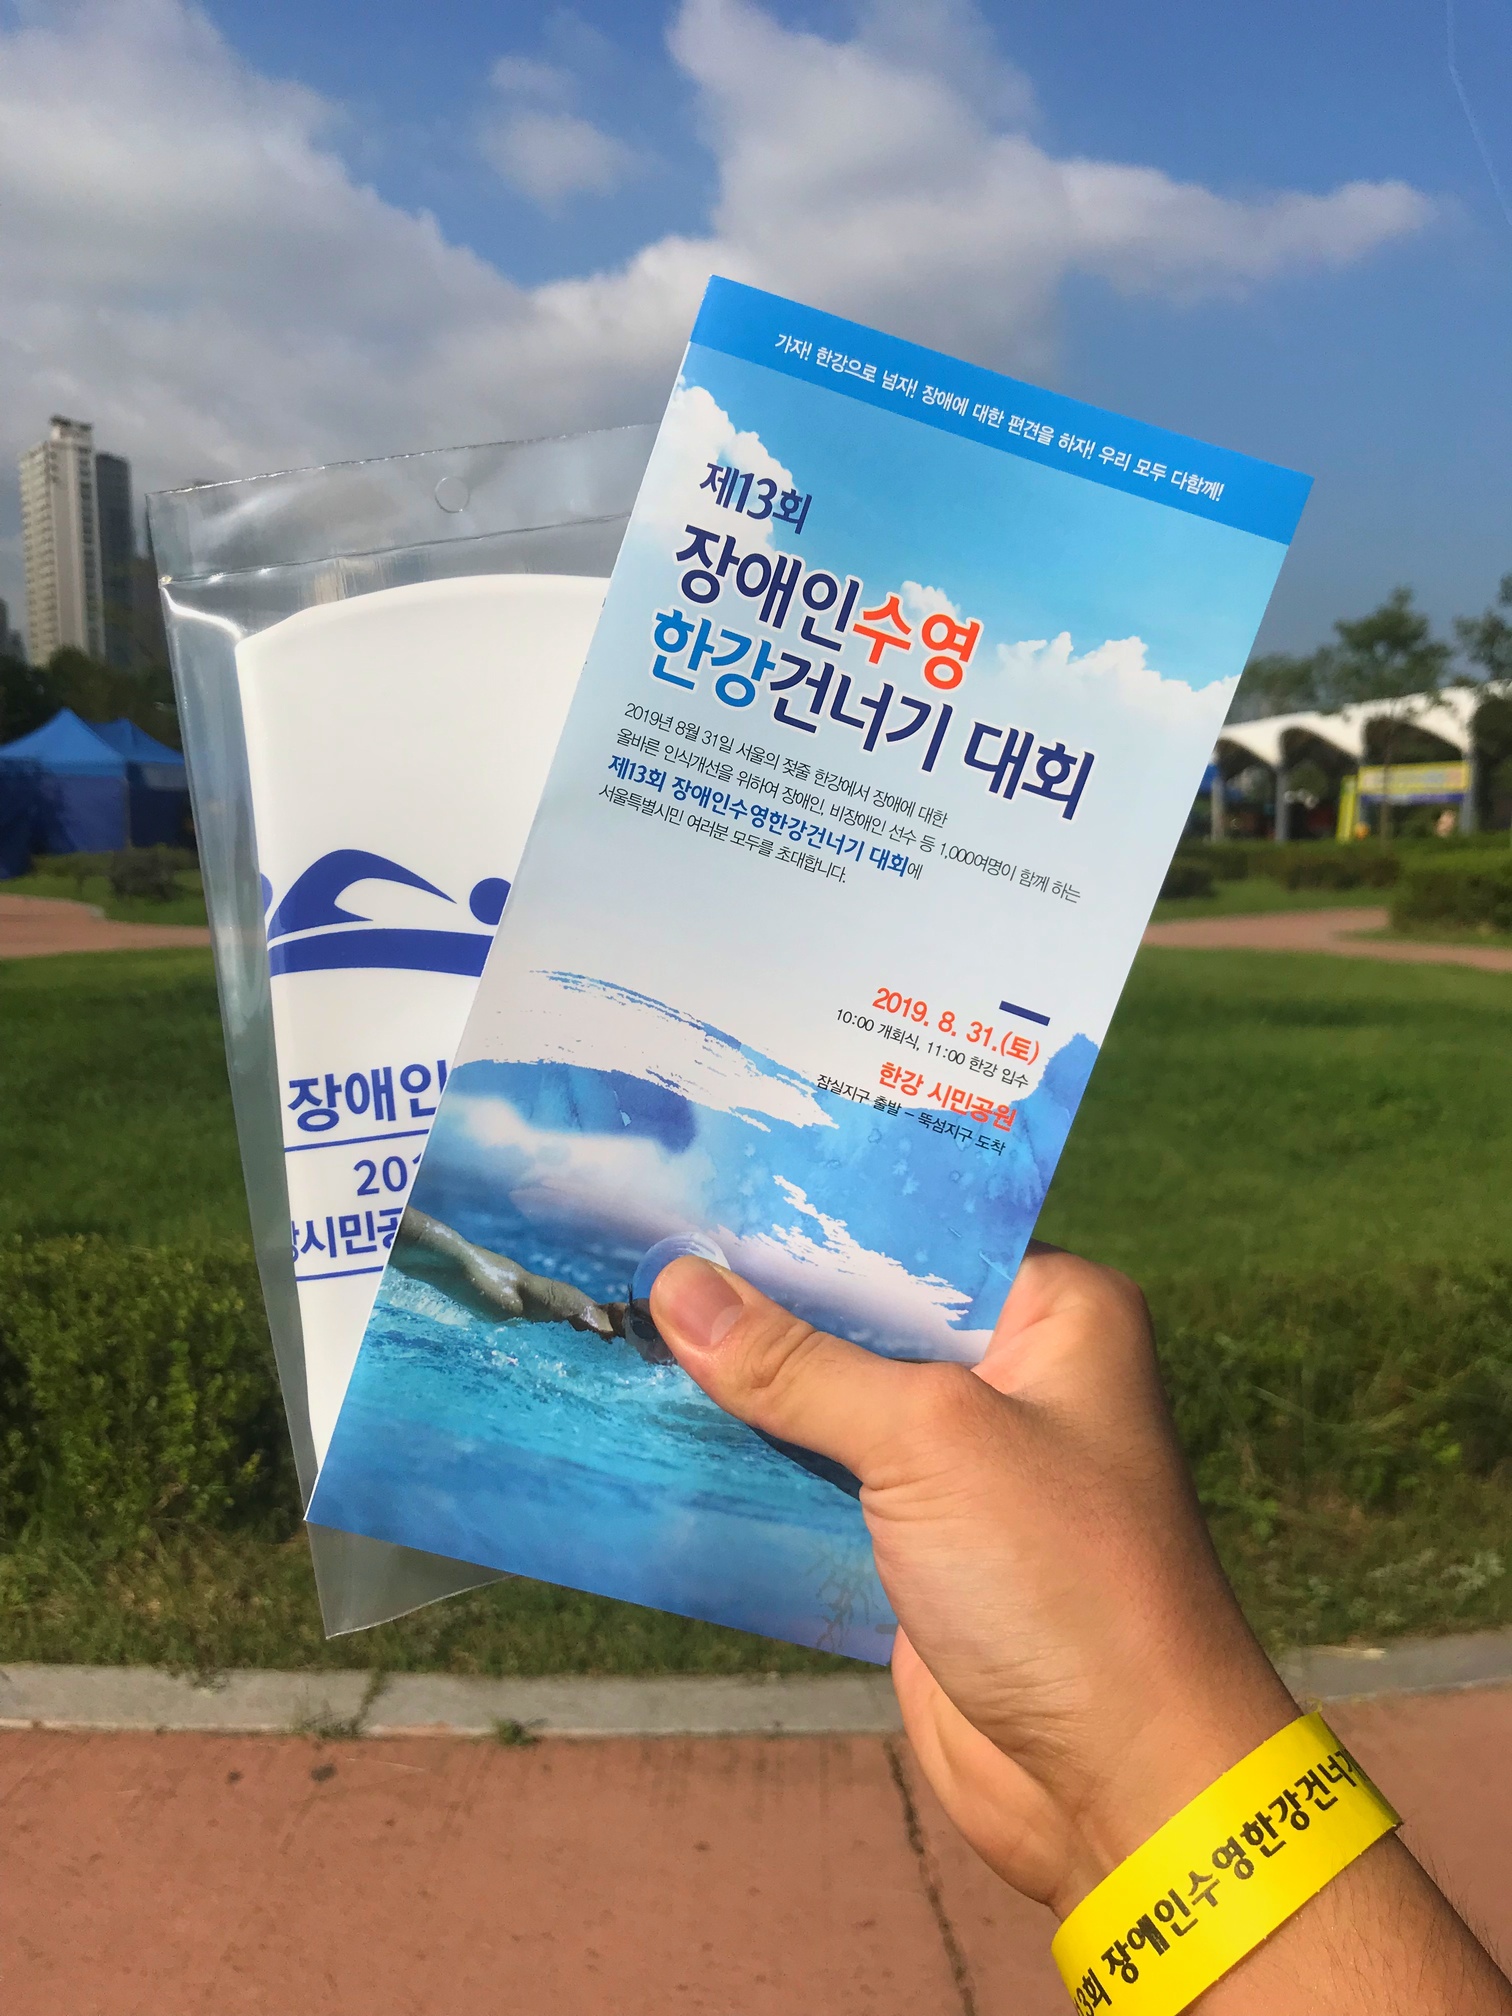 가자! 한강으로 넘자! 장애에 대한 편견을 하자! 우리 모두 다함께!
제13회
장애인수영
한강건너기 대회
2019년 8월 31일 서울의 젖줄 한강에서 장애에 대한
올바른 인식개선을 위하여 장애인, 비장애인 선수 등 1,000여명이 함께 하는
제13회 장애인수영한강건너기 대회에
서울특별시민 여러분 모두를 초대합니다.
2019. 8. 31.(토)
10:00 개회식, 11:00 한강 입수
한강 시민공원
잠실지구 출발 – 뚝섬지구 도착
장애인
201
강시민공
13회 장애인수영한강건너기